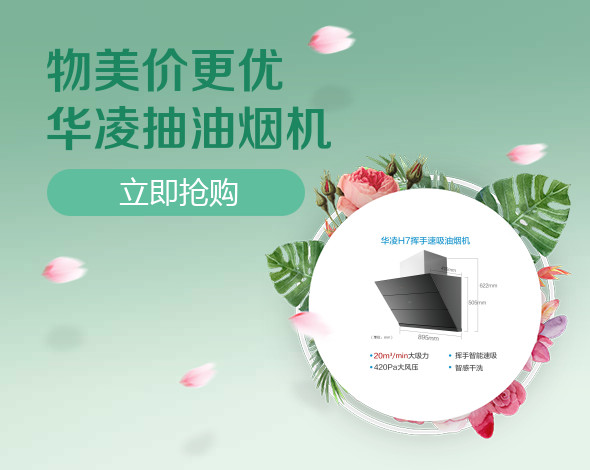 物美价更优
华凌抽油烟机
立即抢购
华凌H7挥手速吸油烟机
622mm
505mm
895mm
•20m³/min大吸力
•挥手智能速吸
•420Pa大风压
•智感干洗